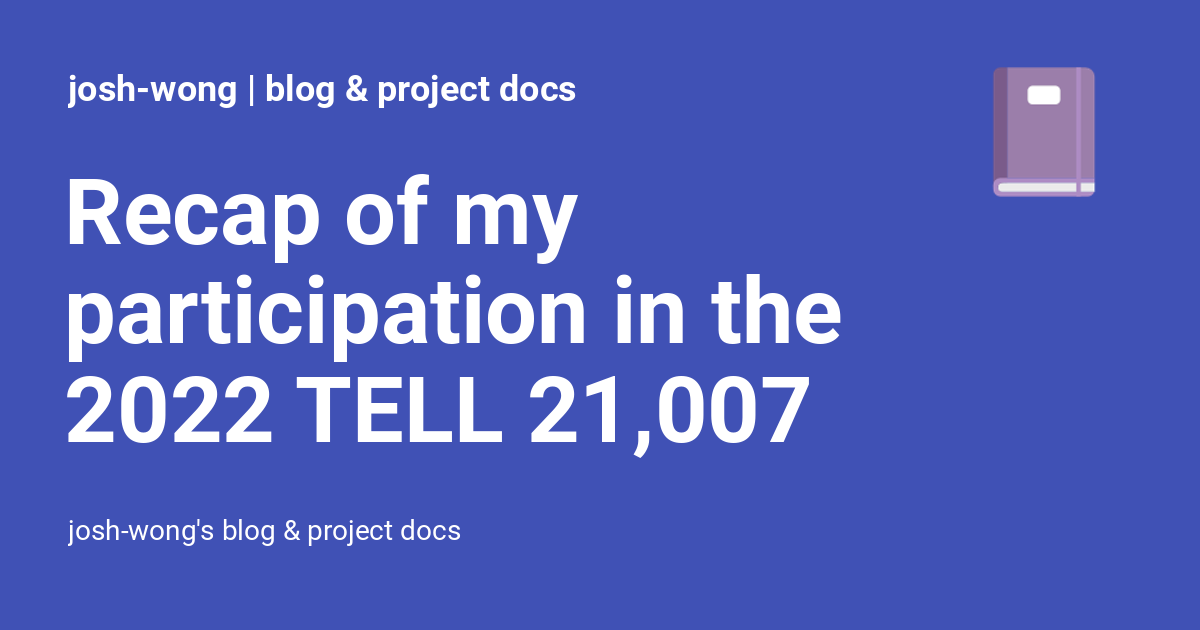 josh-wong | blog & project docs
Recap of my
participation in the
2022 TELL 21,007
josh-wong's blog & project docs